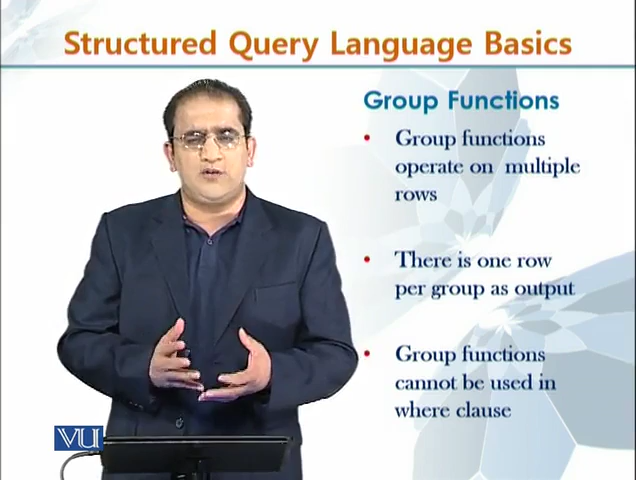 Structured Query Language Basics
Group Functions
• Group functions
operate on multiple
rows
• There is one row
per group as output
• Group functions
cannot be used in
where clause
VU